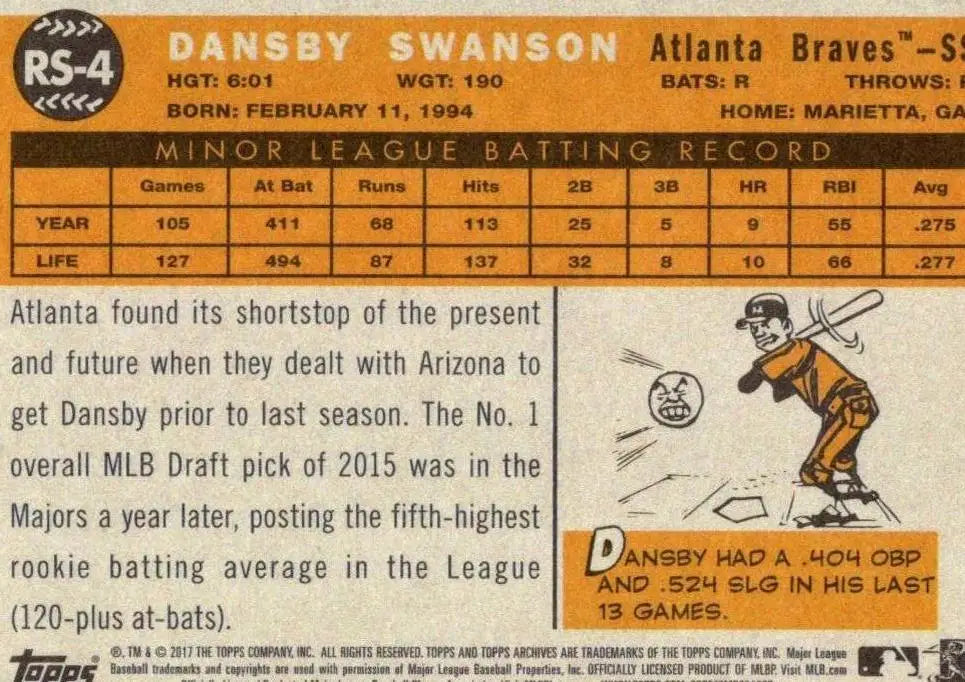 RS-4
DANSBY SWANSON Atlanta Braves™–SS
HGT: 6:01 WGT: 190 BATS: R THROWS:
BORN: FEBRUARY 11, 1994 HOME: MARIETTA, GA
MINOR LEAGUE BATTING RECORD
Games At Bat Runs Hits 2B 3B HR RBI Avg
YEAR 105 411 68 113 25 5 9 55 .275
LIFE 127 494 87 137 32 8 10 66 .277
Atlanta found its shortstop of the present
and future when they dealt with Arizona to
get Dansby prior to last season. The No. 1
overall MLB Draft pick of 2015 was in the
Majors a year later, posting the fifth-highest
rookie batting average in the League
(120-plus at-bats).
DANSBY HAD A .404 OBP
AND .524 SLG IN HIS LAST
13 GAMES.
Topps
®, TM & © 2017 THE TOPPS COMPANY, INC. ALL RIGHTS RESERVED. TOPPS AND TOPPS ARCHIVES ARE TRADEMARKS OF THE TOPPS COMPANY, INC. Major League
Baseball trademarks and copyrights are used with permission of Major League Baseball Properties, Inc. OFFICIALLY LICENSED PRODUCT OF MLBP. Visit MLB.com